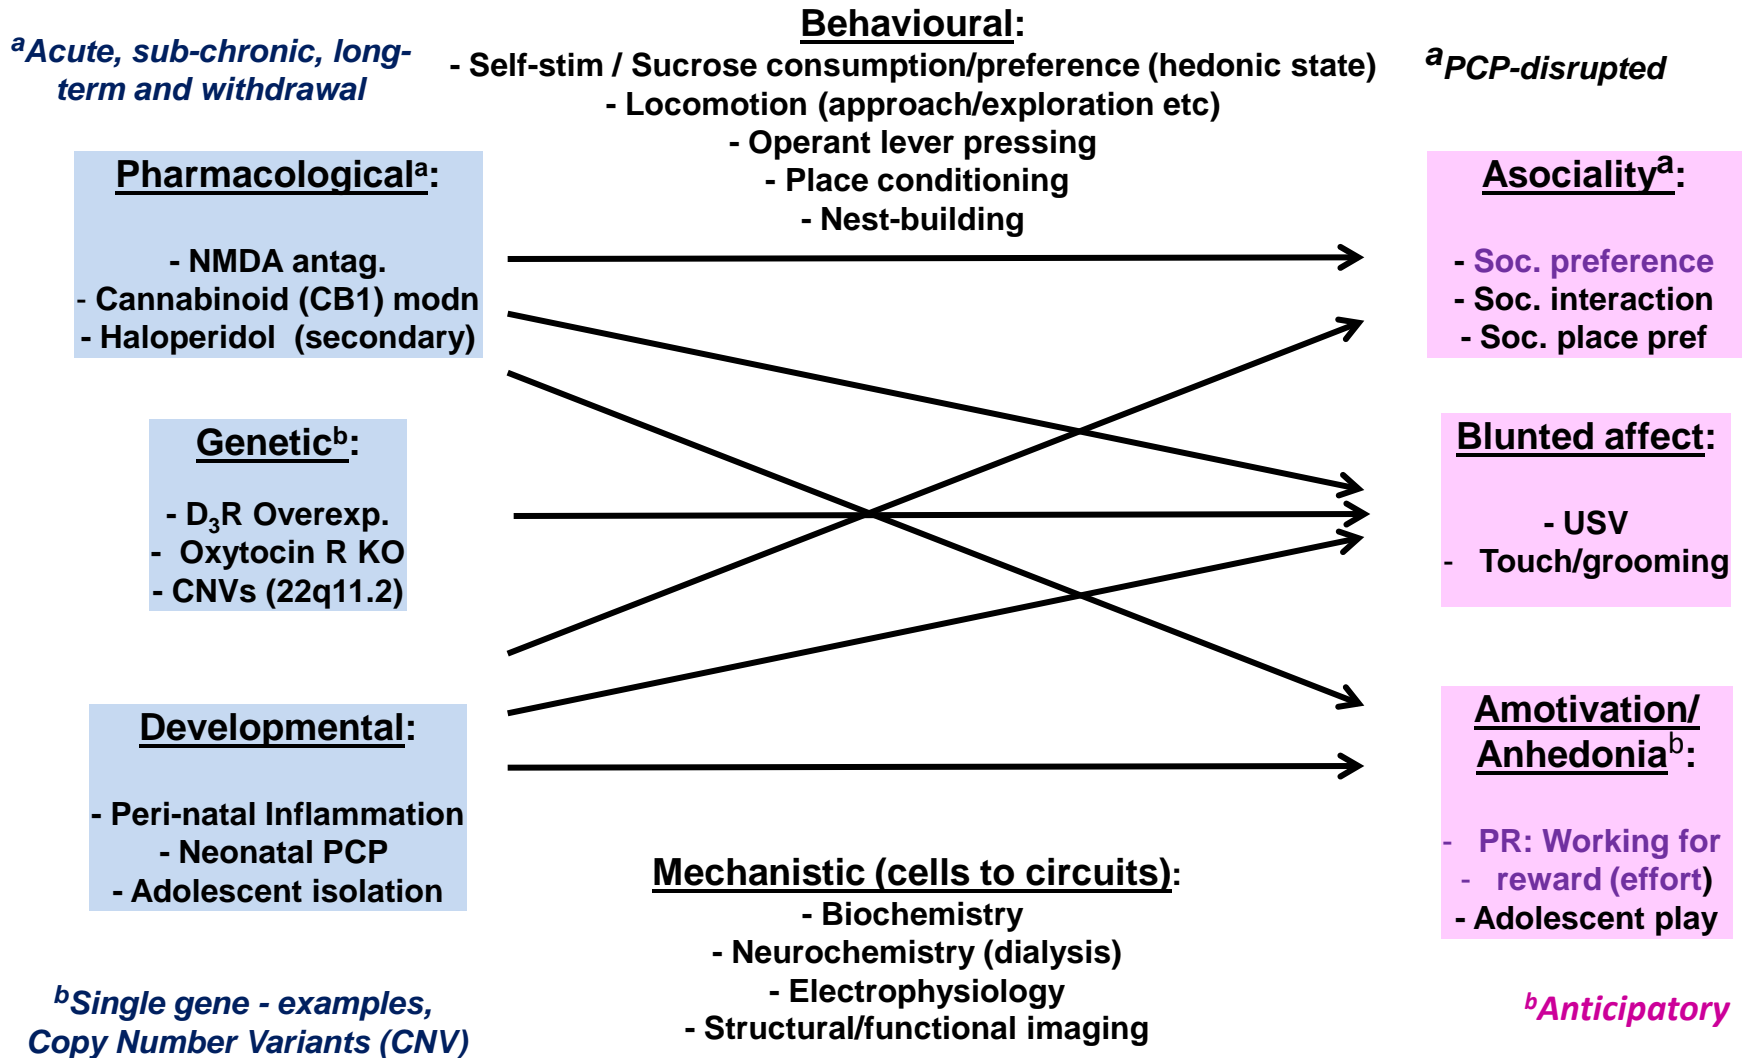 aAcute, sub-chronic, long-
term and withdrawal
Behavioural:
- Self-stim / Sucrose consumption/preference (hedonic state)
- Locomotion (approach/exploration etc)
- Operant lever pressing
- Place conditioning
- Nest-building
aPCP-disrupted
Pharmacologicala:
- NMDA antag.
- Cannabinoid (CB1) modn
- Haloperidol (secondary)
Geneticb:
- D3R Overexp.
- Oxytocin R KO
- CNVs (22q11.2)
Developmental:
- Peri-natal Inflammation
- Neonatal PCP
- Adolescent isolation
bSingle gene - examples,
Copy Number Variants (CNV)
Mechanistic (cells to circuits):
- Biochemistry
- Neurochemistry (dialysis)
- Electrophysiology
- Structural/functional imaging
Asocialitya:
- Soc. preference
- Soc. interaction
- Soc. place pref
Blunted affect:
- USV
- Touch/grooming
Amotivation/
Anhedoniab:
- PR: Working for
- reward (effort)
- Adolescent play
bAnticipatory